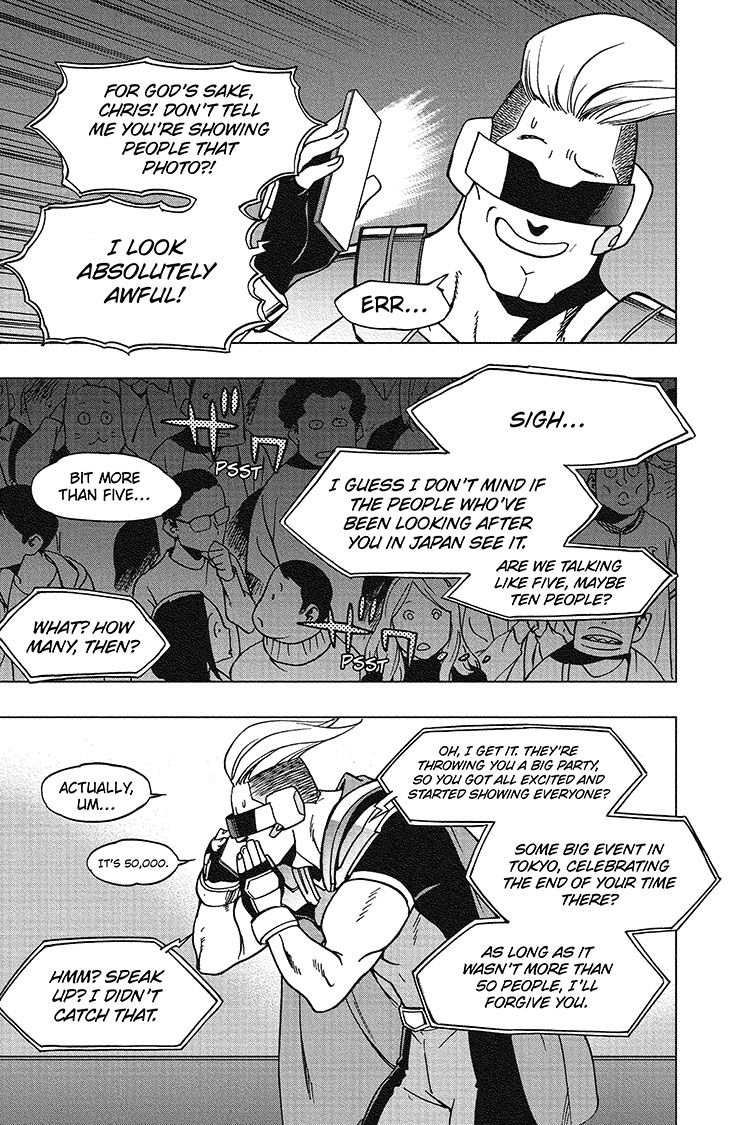 FOR GOD'S SAKE,
CHRIS! DON'T TELL
ME YOU'RE SHOWING
PEOPLE THAT
PHOTO?!
I LOOK
ABSOLUTELY
AWFUL!
ERR...
SIGH...
I GUESS I DON'T MIND IF
THE PEOPLE WHO'VE
BEEN LOOKING AFTER
YOU IN JAPAN SEE IT.
ARE WE TALKING
LIKE FIVE, MAYBE
TEN PEOPLE?
ザワ
PSST
BIT MORE
THAN FIVE...
ザワ
PSST
WHAT? HOW
MANY, THEN?
OH, I GET IT. THEY'RE
THROWING YOU A BIG PARTY,
SO YOU GOT ALL EXCITED AND
STARTED SHOWING EVERYONE?
SOME BIG EVENT IN
TOKYO, CELEBRATING
THE END OF YOUR TIME
THERE?
AS LONG AS IT
WASN'T MORE THAN
50 PEOPLE, I'LL
FORGIVE YOU.
ACTUALLY,
UM...
IT'S 50,000.
HMM? SPEAK
UP? I DIDN'T
CATCH THAT.